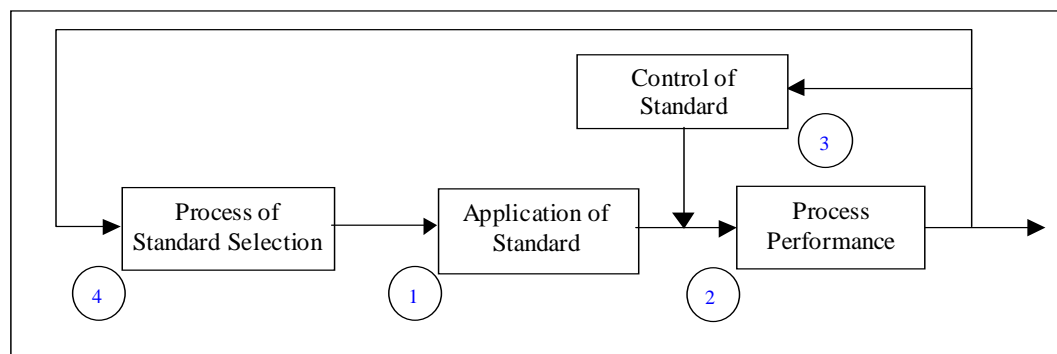 Control of
Standard
3
Process of
Standard Selection
Application of
Standard
Process
Performance
4
1
2